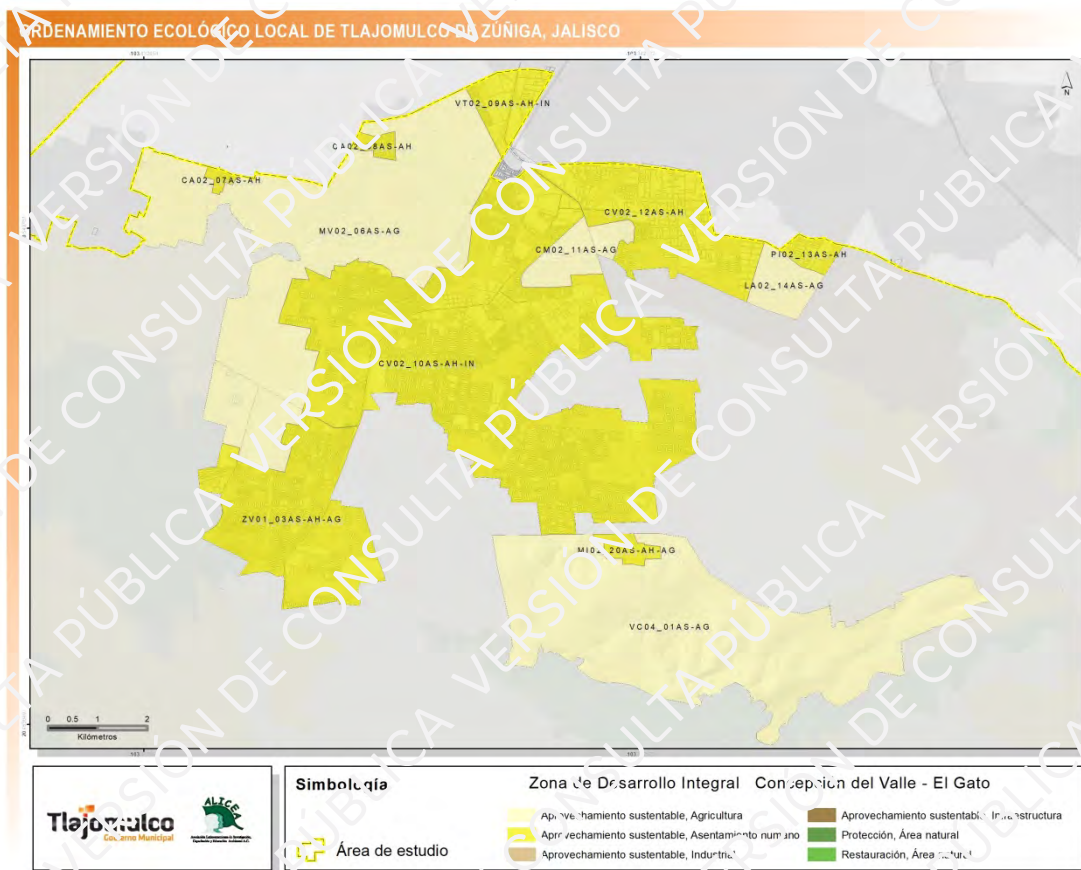 ORDENAMIENTO ECOLÓGICO LOCAL DE TLAJOMULCO DE ZÚÑIGA, JALISCO
N
VT02_09AS-AH-IN
CA02_08AS-AH
CA02_07AS-AH
CV02_12AS-AH
MV02_06AS-AG
CM02_11AS-AG
PI02_13AS-AH
LA02_14AS-AG
CV02_10AS-AH-IN
ZV01_03AS-AH-AG
MI02_20AS-AH-AG
VC04_01AS-AG
0 0.5 1 2
Kilómetros
VERSIÓN DE CONSULTA PÚBLICA
Tlajomulco
Gobierno Municipal
ALICEA
Simbología
Área de estudio
Zona de Desarrollo Integral Concepción del Valle - El Gato
Aprovechamiento sustentable, Agricultura
Aprovechamiento sustentable, Asentamiento humano
Aprovechamiento sustentable, Industrial
Aprovechamiento sustentable, Infraestructura
Protección, Área natural
Restauración, Área natural